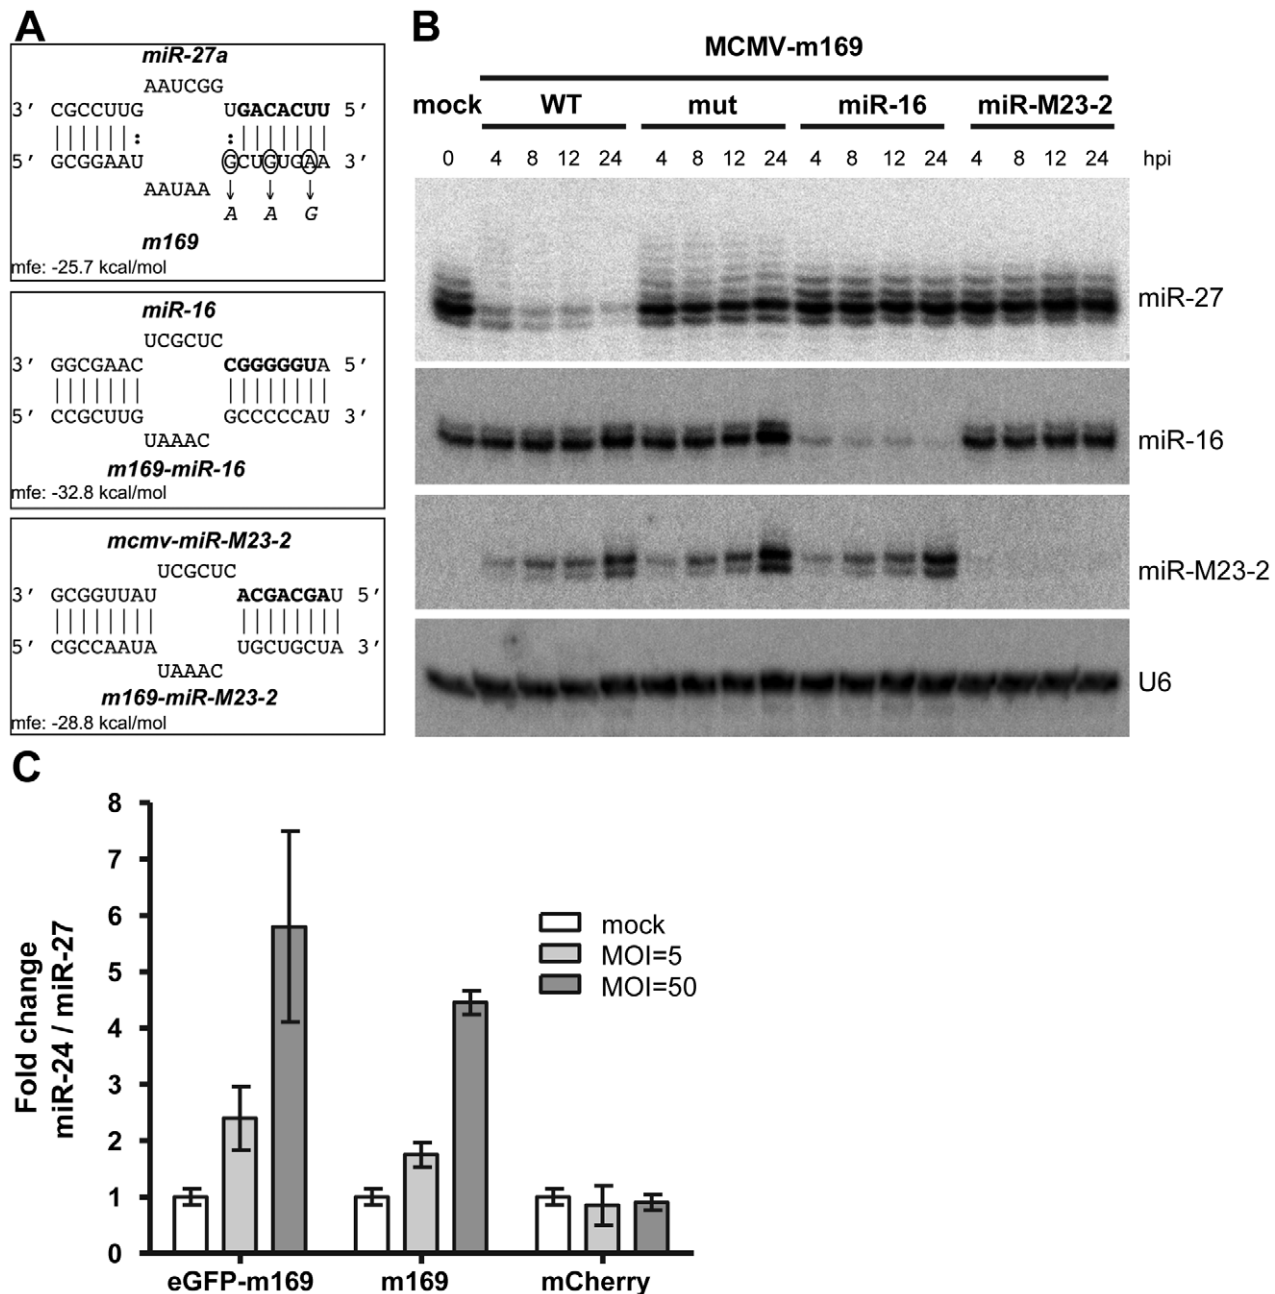 A
miR-27a
AAUCGG
3’ CGCCUUG UGACACUU 5’
5’ GCGGAAU GCUGUGAA 3’
AAUAA
A A G
m169
mfe: -25.7 kcal/mol
miR-16
UCGCUC
3’ GGCGAAC CGGGGGUA 5’
5’ CCGCUUG GCCCCCAU 3’
UAAAC
m169-miR-16
mfe: -32.8 kcal/mol
mcmv-miR-M23-2
UCGCUC
3’ GCGGUUAU ACGACGAU 5’
5’ CGCCAAUA UGCUGCUA 3’
UAAAC
m169-miR-M23-2
mfe: -28.8 kcal/mol
B
MCMV-m169
mock WT mut miR-16 miR-M23-2
0 4 8 12 24 4 8 12 24 4 8 12 24 4 8 12 24 hpi
miR-27
miR-16
miR-M23-2
U6
C
Fold change
miR-24 / miR-27
8
7
6
5
4
3
2
1
0
mock
MOI=5
MOI=50
eGFP-m169 m169 mCherry